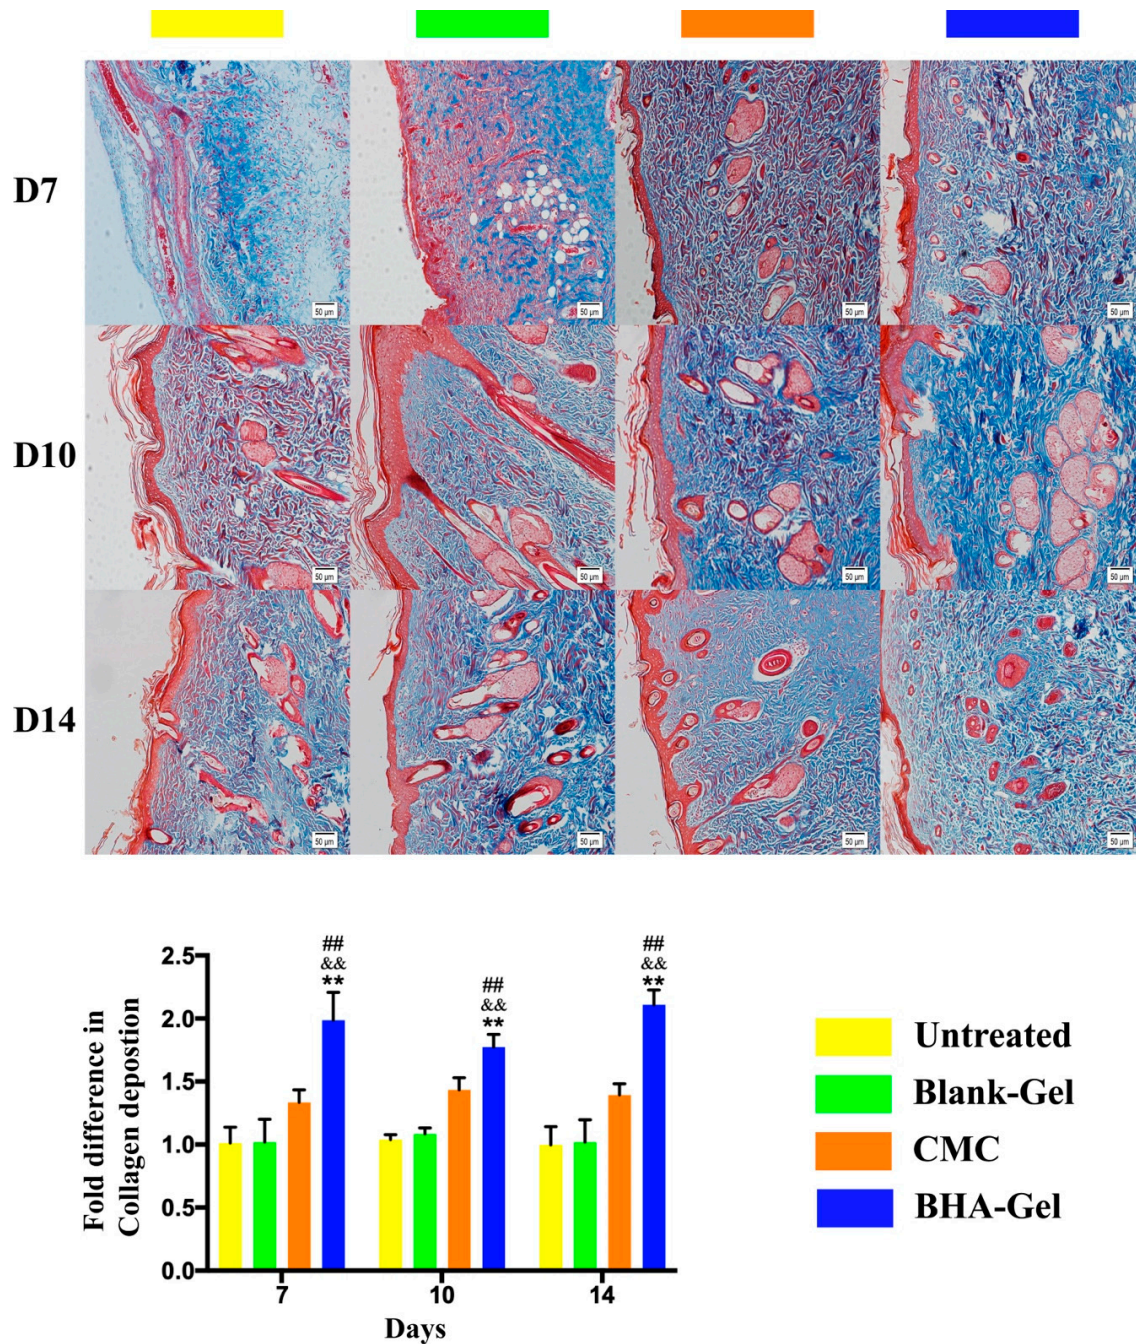 D7
50 µm
50 µm
50 µm
50 µm
D10
50 µm
50 µm
50 µm
50 µm
D14
50 µm
50 µm
50 µm
50 µm
Fold difference in
Collagen depostion
2.5
2.0
1.5
1.0
0.5
0.0
##
&&
**
##
&&
**
##
&&
**
7
10
14
Days
Untreated
Blank-Gel
CMC
BHA-Gel